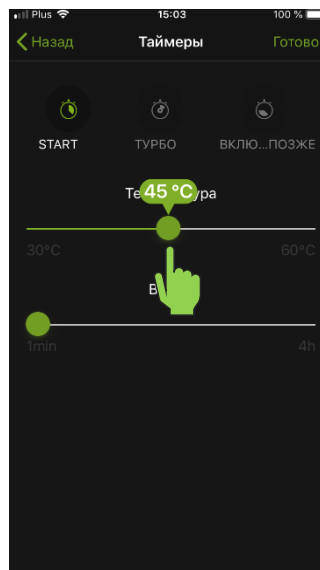 Plus 15:03 100 %
Назад Таймеры Готово
START ТУРБО ВКЛЮ...ПОЗЖЕ
45 °C
30°C 60°C
1min 4h